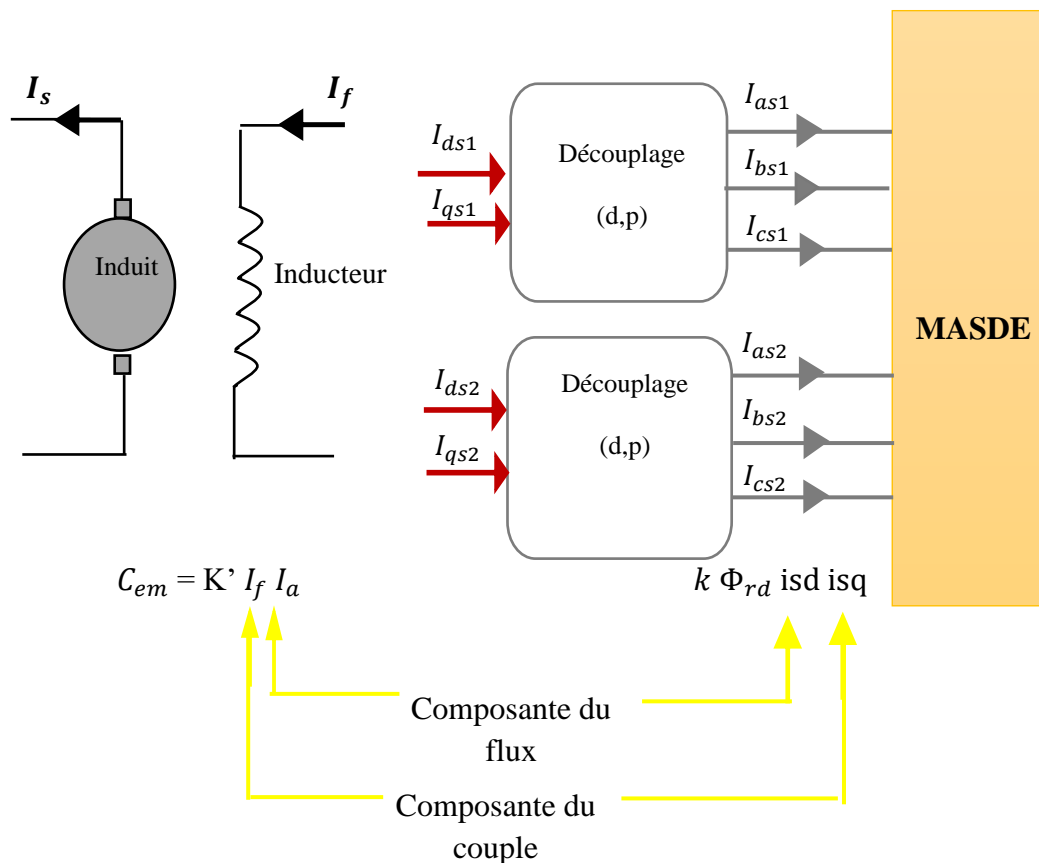 I_s
I_f
Induit
Inducteur
I_ds1
I_qs1
Découplage
(d,p)
I_as1
I_bs1
I_cs1
I_ds2
I_qs2
Découplage
(d,p)
I_as2
I_bs2
I_cs2
MASDE
C_em = K’ I_f I_a
k Φ_rd isd isq
Composante du
flux
Composante du
couple